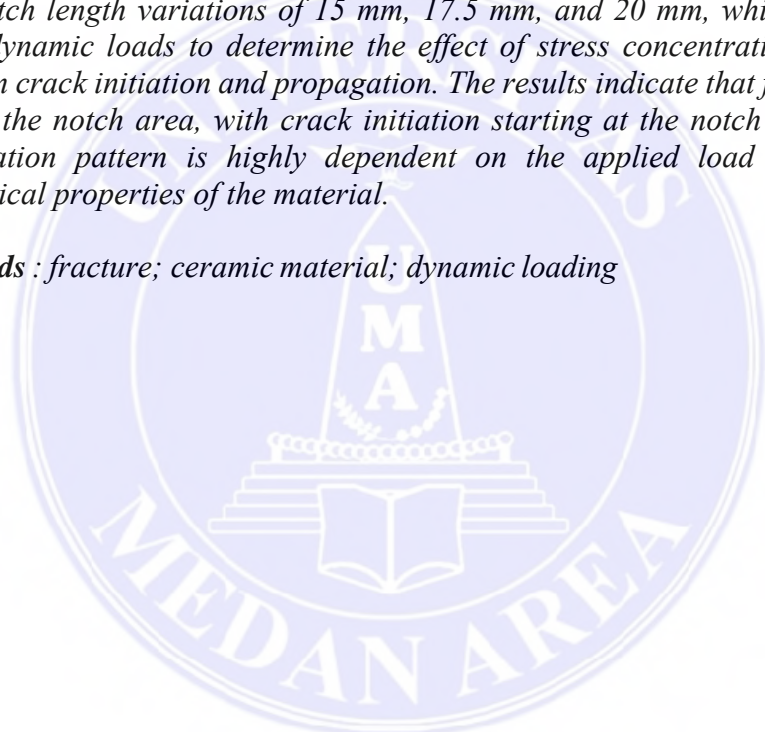 tch length variations of 15 mm, 17.5 mm, and 20 mm, whi
dynamic loads to determine the effect of stress concentrati
n crack initiation and propagation. The results indicate that f
the notch area, with crack initiation starting at the notch
ation pattern is highly dependent on the applied load
ical properties of the material.
ds : fracture; ceramic material; dynamic loading
UNIVERSITAS
UMA
MEDAN AREA